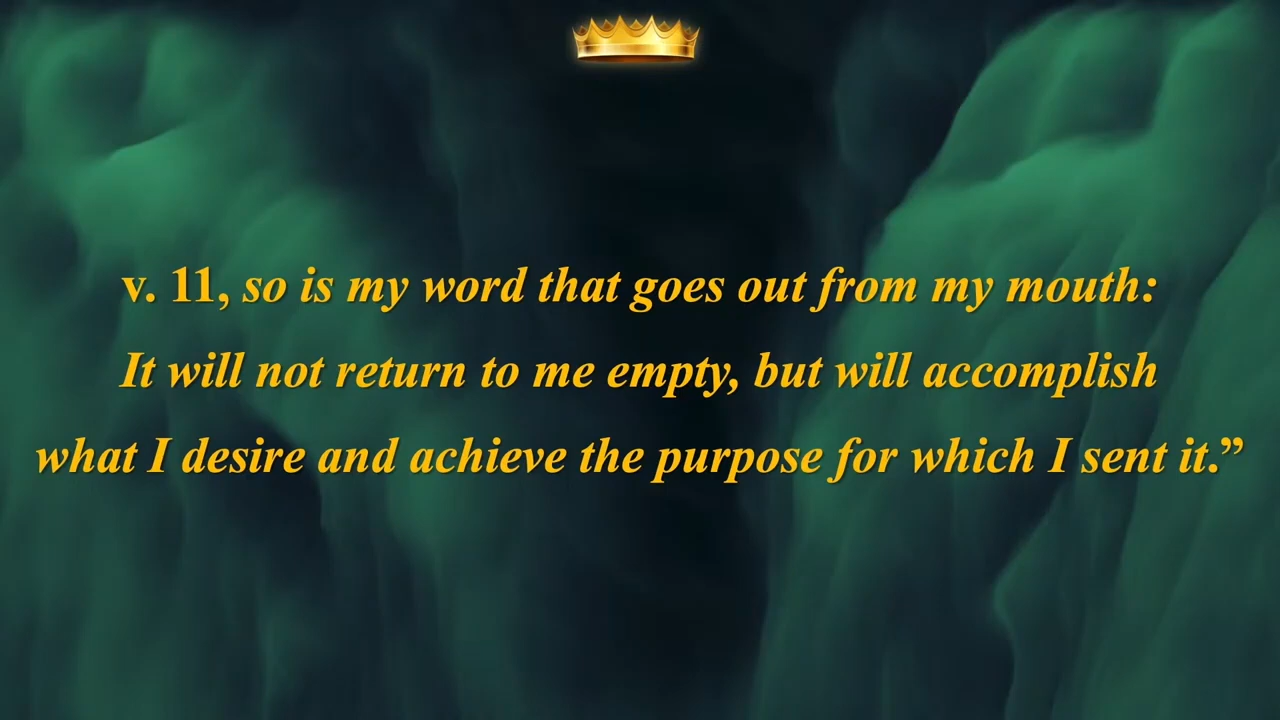 v. 11, so is my word that goes out from my mouth:
It will not return to me empty, but will accomplish
what I desire and achieve the purpose for which I sent it.”